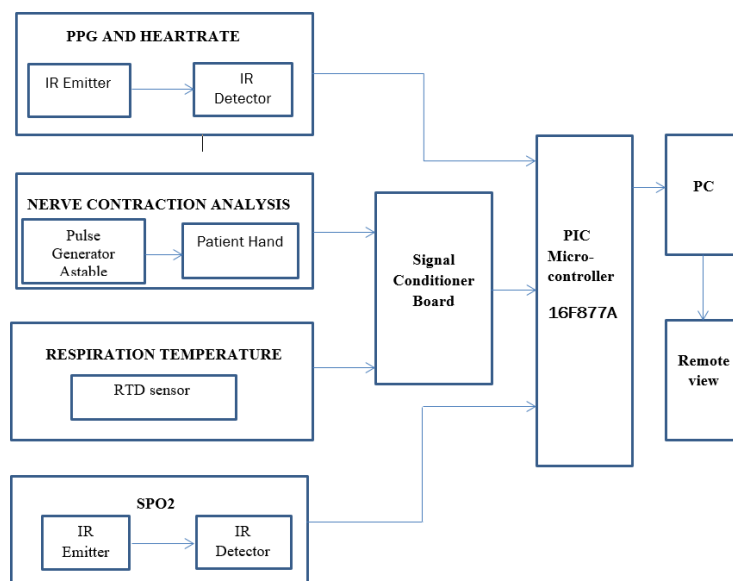 PPG AND HEARTRATE
IR Emitter
IR
Detector
NERVE CONTRACTION ANALYSIS
Pulse
Generator
Astable
Patient Hand
RESPIRATION TEMPERATURE
RTD sensor
SPO2
IR
Emitter
IR
Detector
Signal
Conditioner
Board
PIC
Micro-
controller
16F877A
PC
Remote
view